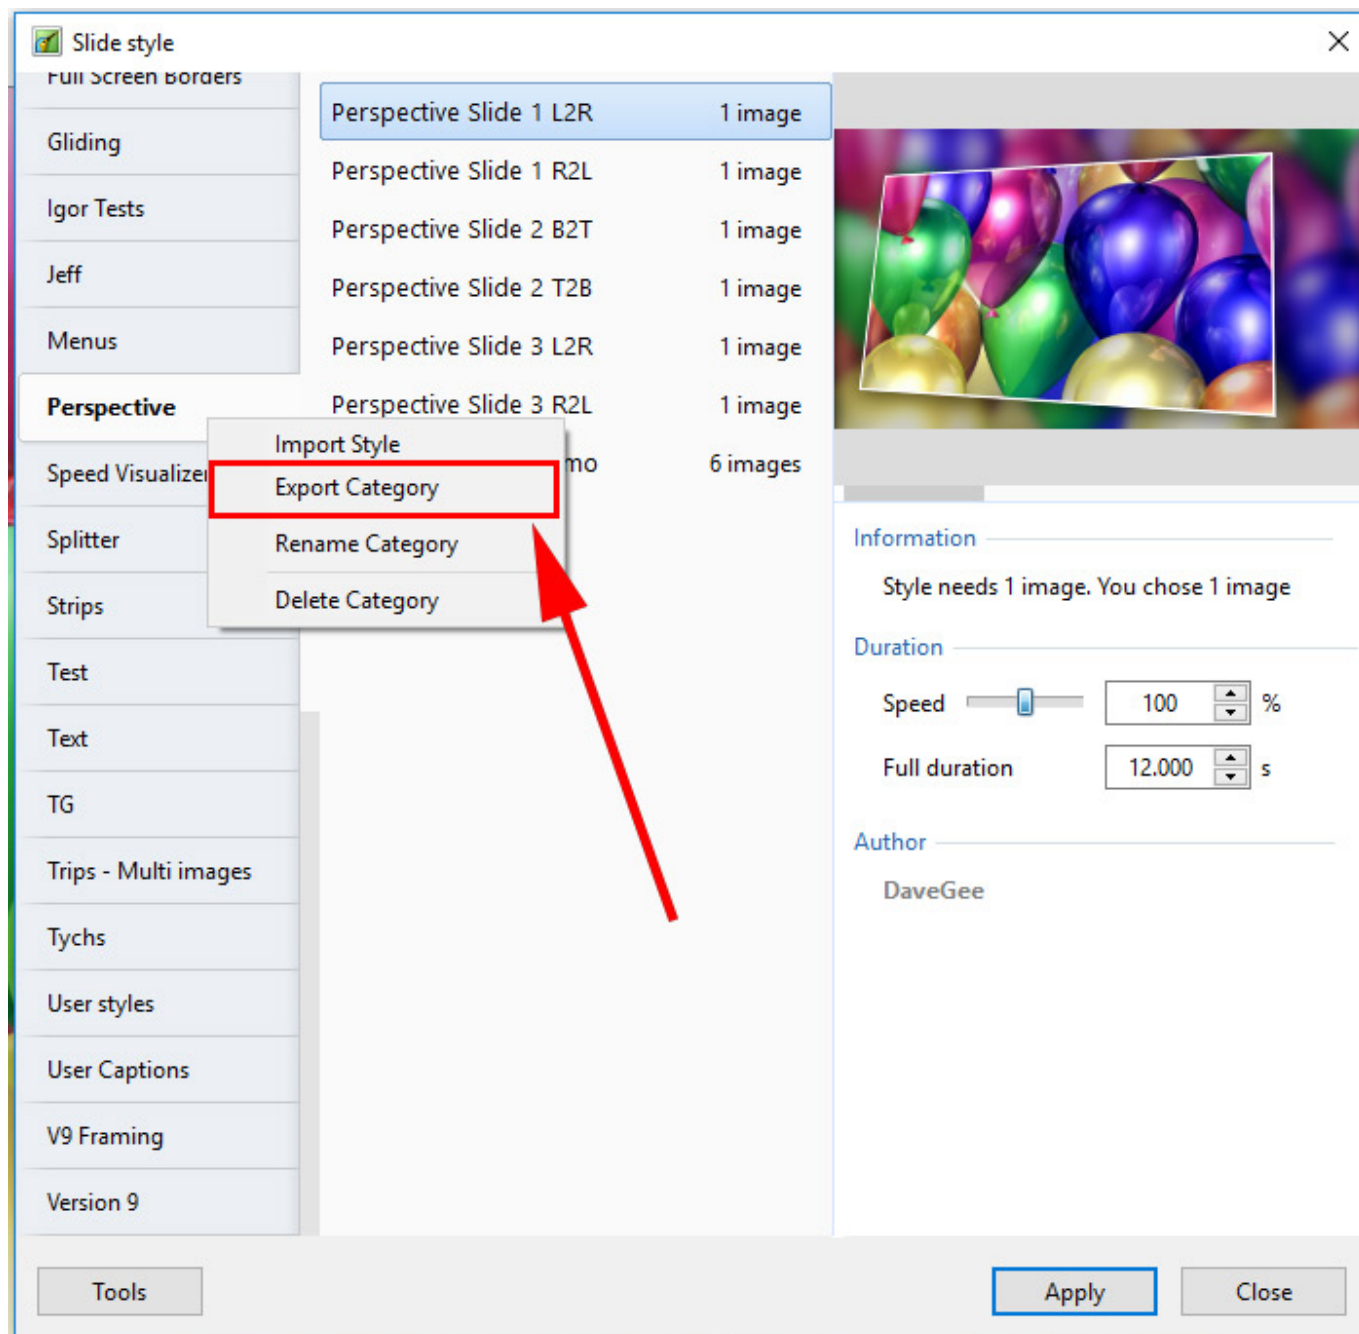 Slide style
Full Screen Borders
Gliding
Igor Tests
Jeff
Menus
Perspective
Speed Visualizer
Splitter
Strips
Test
Text
TG
Trips - Multi images
Tychs
User styles
User Captions
V9 Framing
Version 9
Perspective Slide 1 L2R 1 image
Perspective Slide 1 R2L 1 image
Perspective Slide 2 B2T 1 image
Perspective Slide 2 T2B 1 image
Perspective Slide 3 L2R 1 image
Perspective Slide 3 R2L 1 image
mo 6 images
Import Style
Export Category
Rename Category
Delete Category
Information
Style needs 1 image. You chose 1 image
Duration
Speed 100 %
Full duration 12.000 s
Author
DaveGee
Tools Apply Close